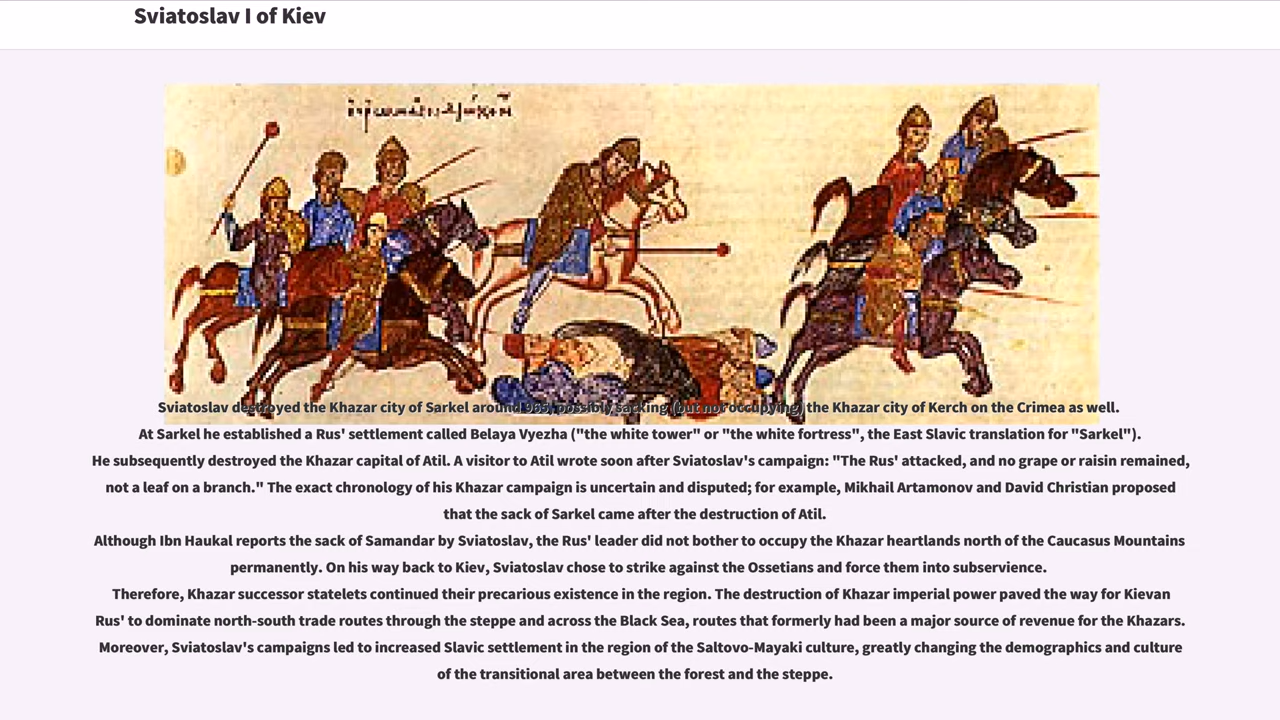 Sviatoslav I of Kiev
Sviatoslav destroyed the Khazar city of Sarkel around 965, possibly sacking (but not occupying) the Khazar city of Kerch on the Crimea as well.
At Sarkel he established a Rus' settlement called Belaya Vyezha ("the white tower" or "the white fortress", the East Slavic translation for "Sarkel").
He subsequently destroyed the Khazar capital of Atil. A visitor to Atil wrote soon after Sviatoslav's campaign: "The Rus' attacked, and no grape or raisin remained,
not a leaf on a branch." The exact chronology of his Khazar campaign is uncertain and disputed; for example, Mikhail Artamonov and David Christian proposed
that the sack of Sarkel came after the destruction of Atil.
Although Ibn Haukal reports the sack of Samandar by Sviatoslav, the Rus' leader did not bother to occupy the Khazar heartlands north of the Caucasus Mountains
permanently. On his way back to Kiev, Sviatoslav chose to strike against the Ossetians and force them into subservience.
Therefore, Khazar successor statelets continued their precarious existence in the region. The destruction of Khazar imperial power paved the way for Kievan
Rus' to dominate north-south trade routes through the steppe and across the Black Sea, routes that formerly had been a major source of revenue for the Khazars.
Moreover, Sviatoslav's campaigns led to increased Slavic settlement in the region of the Saltovo-Mayaki culture, greatly changing the demographics and culture
of the transitional area between the forest and the steppe.